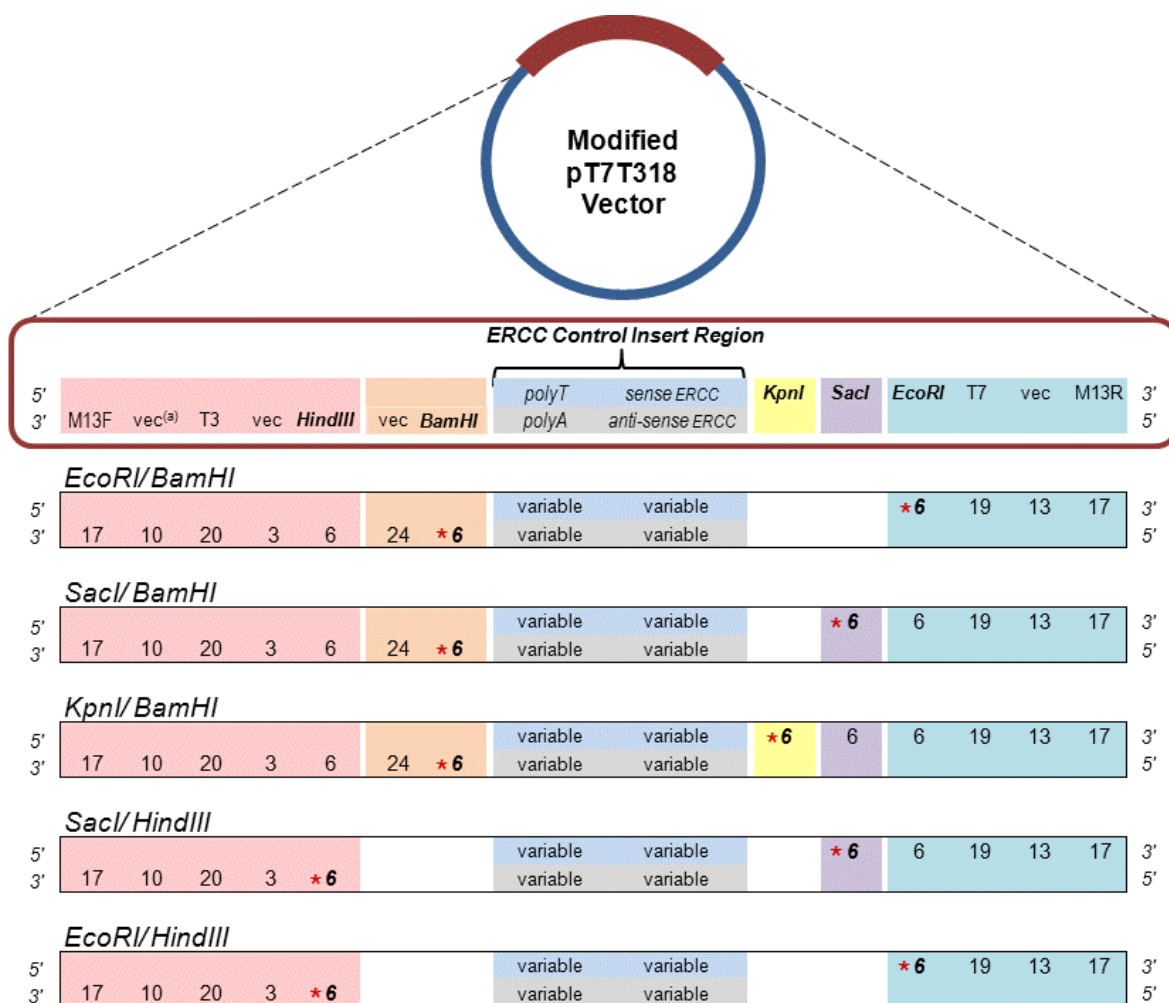 Modified
pT7T318
Vector
ERCC Control Insert Region
5' polyT sense ERCC KpnI SacI EcoRI T7 vec M13R 3'
3' M13F vec(a) T3 vec HindIII vec BamHI polyA anti-sense ERCC 5'
EcoRI/BamHI
5' variable variable *6 19 13 17 3'
3' 17 10 20 3 6 24 *6 variable variable 5'
SacI/BamHI
5' variable variable *6 6 19 13 17 3'
3' 17 10 20 3 6 24 *6 variable variable 5'
KpnI/BamHI
5' variable variable *6 6 6 19 13 17 3'
3' 17 10 20 3 6 24 *6 variable variable 5'
SacI/HindIII
5' variable variable *6 6 19 13 17 3'
3' 17 10 20 3 *6 variable variable 5'
EcoRI/HindIII
5' variable variable *6 19 13 17 3'
3' 17 10 20 3 *6 variable variable 5'